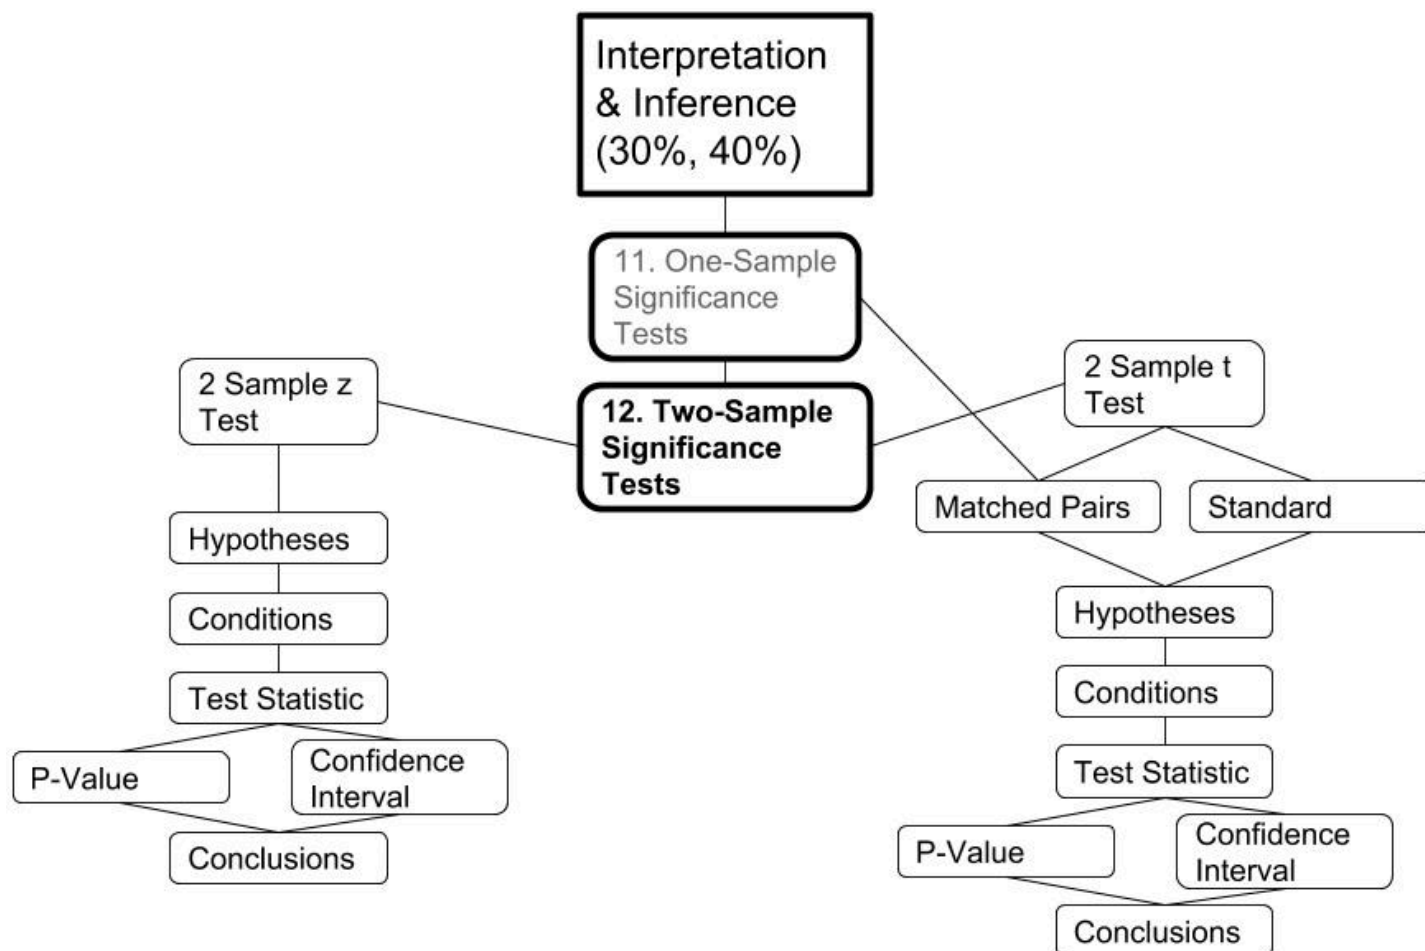 Interpretation
& Inference
(30%, 40%)
11. One-Sample
Significance
Tests
12. Two-Sample
Significance
Tests
2 Sample z
Test
Hypotheses
Conditions
Test Statistic
P-Value
Confidence
Interval
Conclusions
2 Sample t
Test
Matched Pairs
Standard
Hypotheses
Conditions
Test Statistic
P-Value
Confidence
Interval
Conclusions